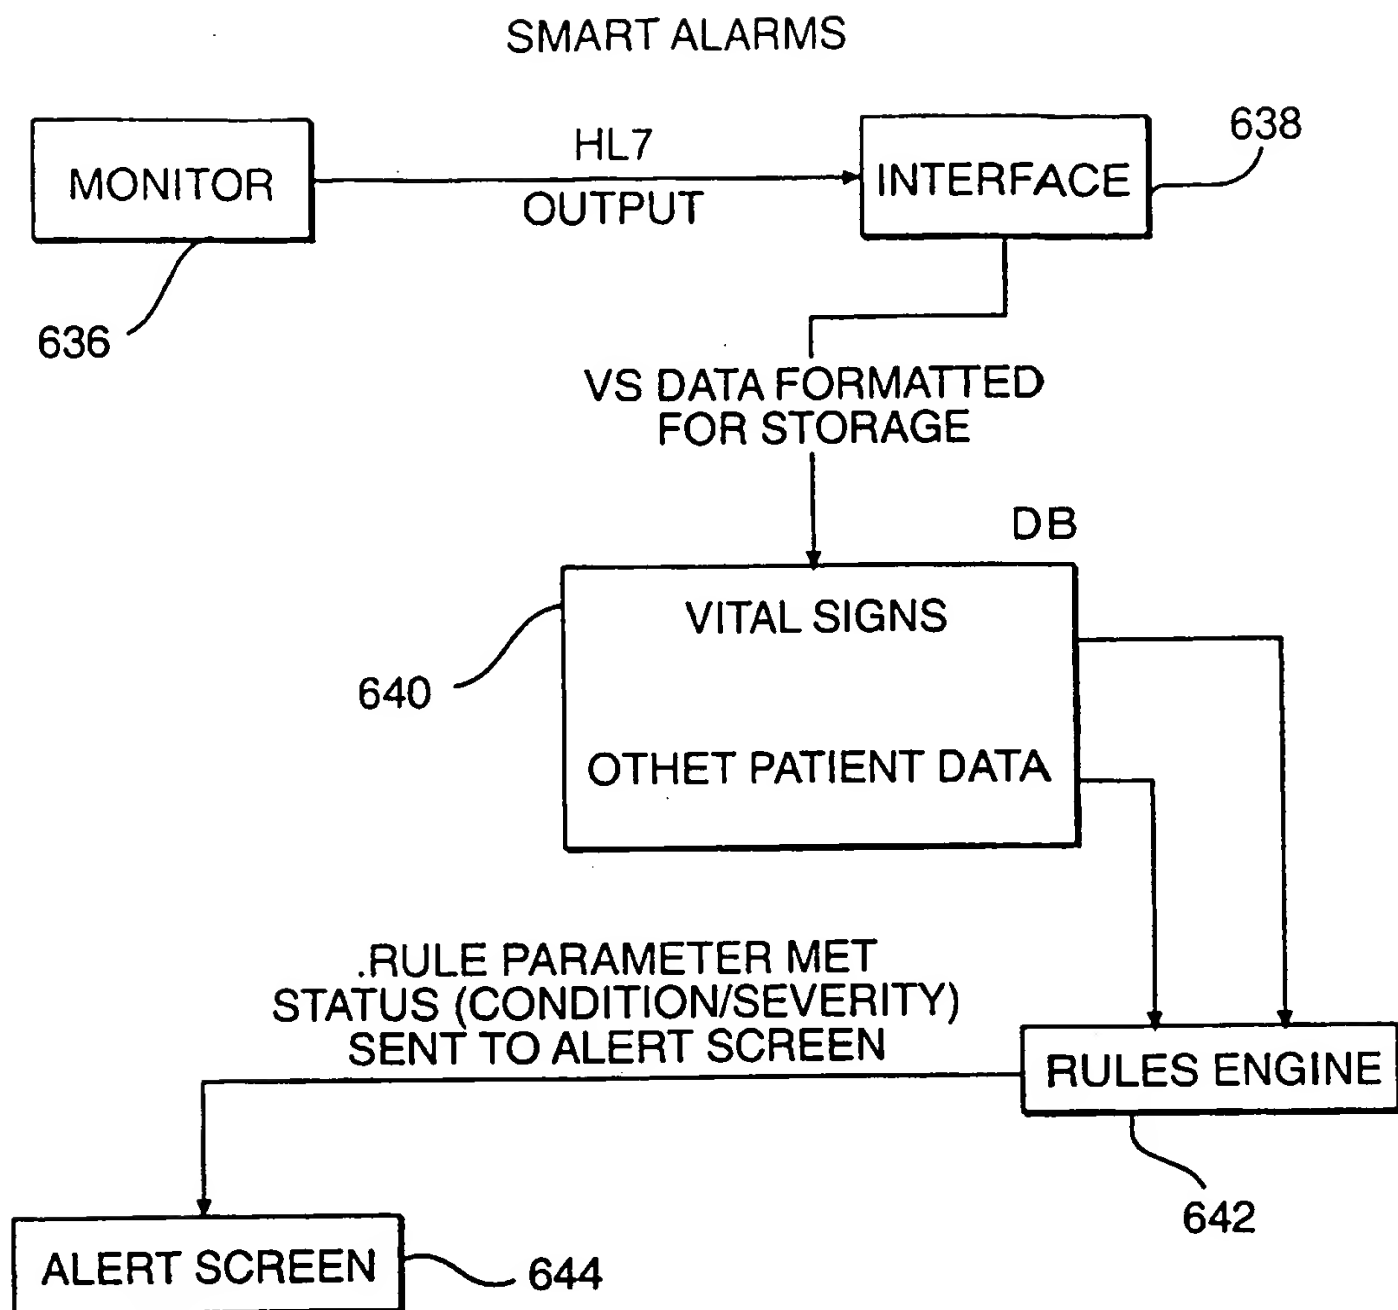 SMART ALARMS
MONITOR
HL7
OUTPUT
INTERFACE
638
636
VS DATA FORMATTED
FOR STORAGE
DB
VITAL SIGNS
640
OTHET PATIENT DATA
.RULE PARAMETER MET
STATUS (CONDITION/SEVERITY)
SENT TO ALERT SCREEN
RULES ENGINE
642
ALERT SCREEN
644